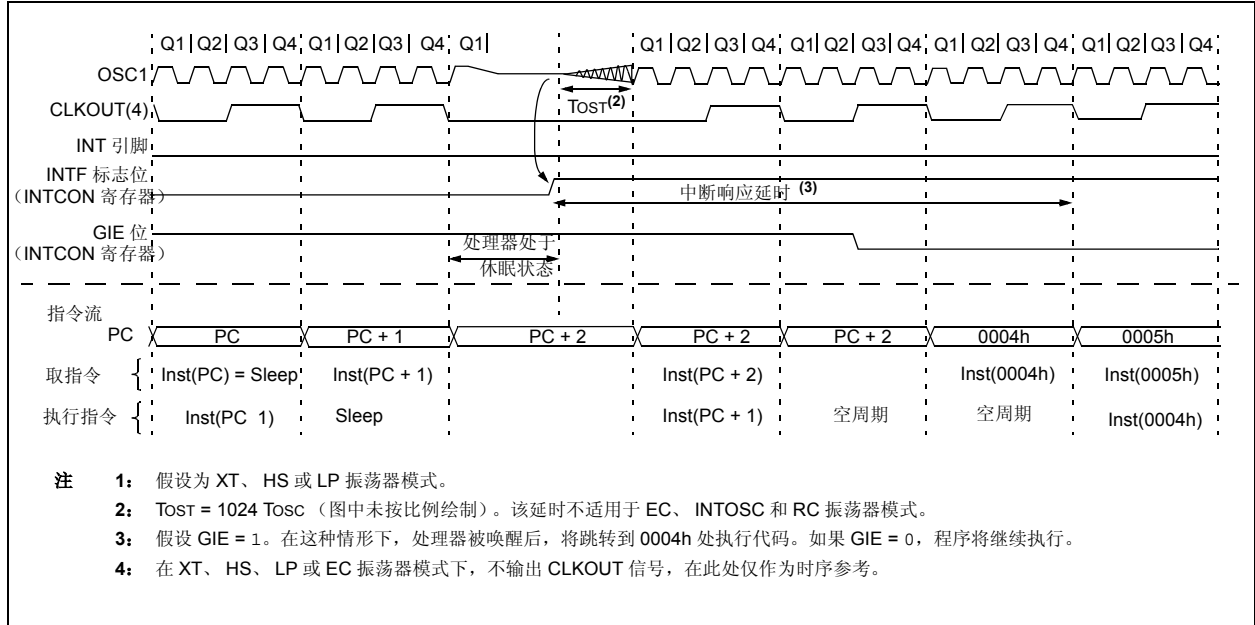 Q1 Q2 Q3 Q4 Q1 Q2 Q3 Q4 Q1 Q1 Q2 Q3 Q4 Q1 Q2 Q3 Q4 Q1 Q2 Q3 Q4 Q1 Q2 Q3 Q4
OSC1
TOST(2)
CLKOUT(4)
INT 引脚
INTF 标志位
(INTCON 寄存器)
中断响应延时 (3)
GIE 位
(INTCON 寄存器)
处理器处于
休眠状态
指令流
PC PC PC + 1 PC + 2 PC + 2 PC + 2 0004h 0005h
取指令 { Inst(PC) = Sleep Inst(PC + 1) Inst(PC + 2) Inst(0004h) Inst(0005h)
执行指令 { Inst(PC 1) Sleep Inst(PC + 1) 空周期 空周期 Inst(0004h)
注 1: 假设为 XT、 HS 或 LP 振荡器模式。
2: TOST = 1024 TOSC (图中未按比例绘制)。该延时不适用于 EC、 INTOSC 和 RC 振荡器模式。
3: 假设 GIE = 1。在这种情形下，处理器被唤醒后，将跳转到 0004h 处执行代码。如果 GIE = 0，程序将继续执行。
4: 在 XT、 HS、 LP 或 EC 振荡器模式下，不输出 CLKOUT 信号，在此处仅作为时序参考。